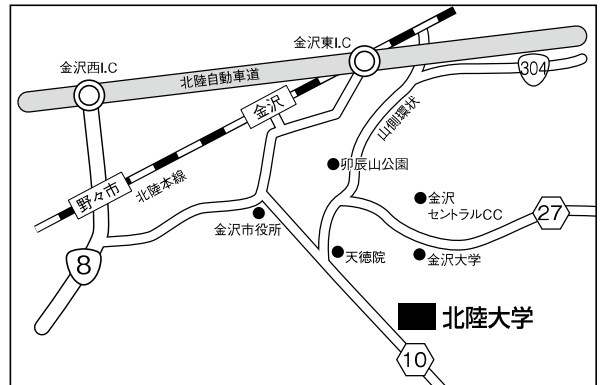 金沢東I.C
金沢西I.C
北陸自動車道
304
金沢
山側環状
卯辰山公園
野々市
北陸本線
金沢
セントラルCC
27
金沢市役所
天徳院
金沢大学
8
北陸大学
10